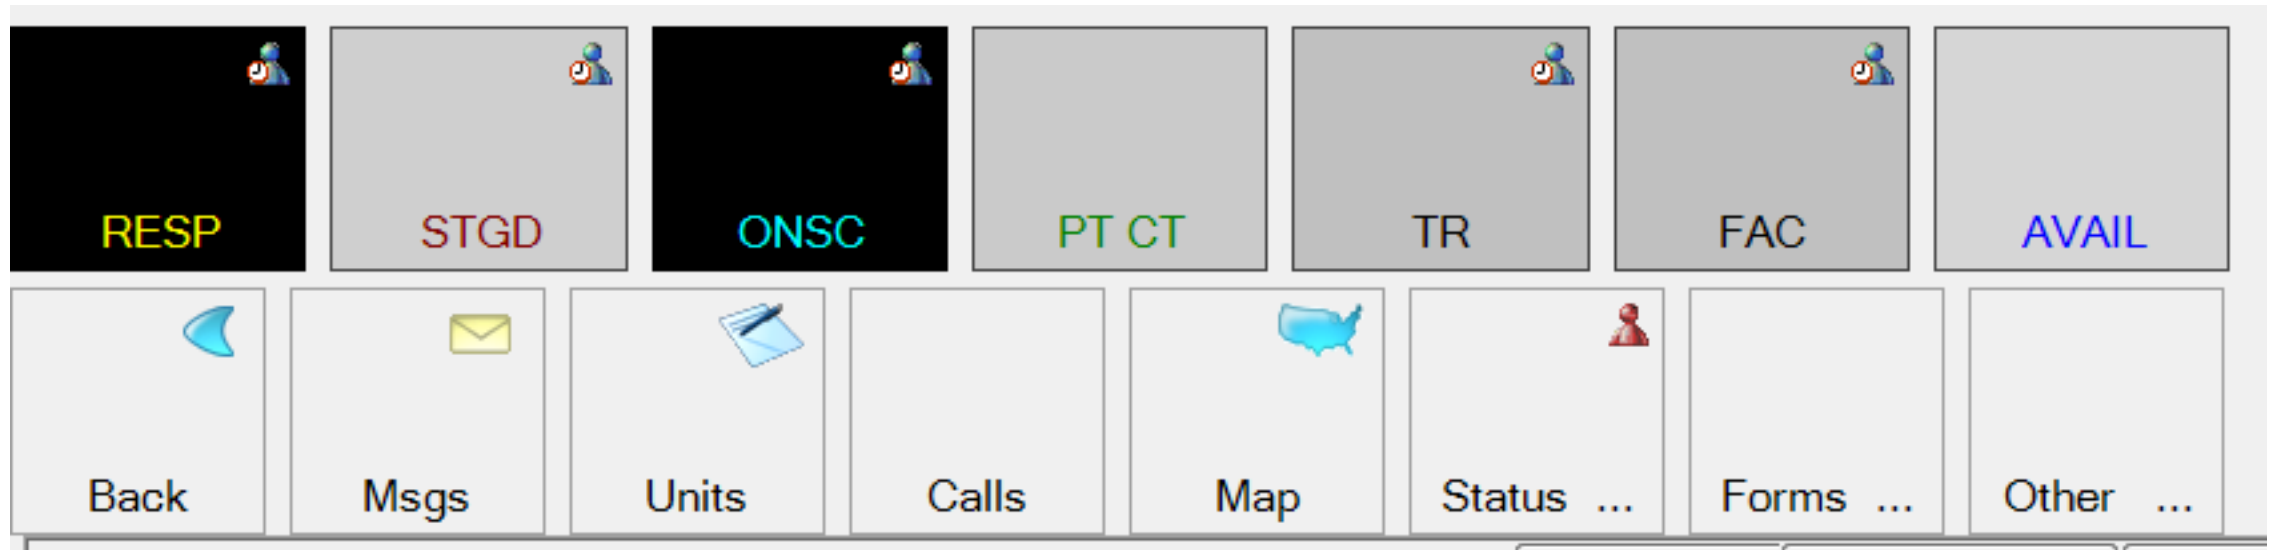 RESP STGD ONSC PT CT TR FAC AVAIL
Back Msgs Units Calls Map Status ... Forms ... Other ...